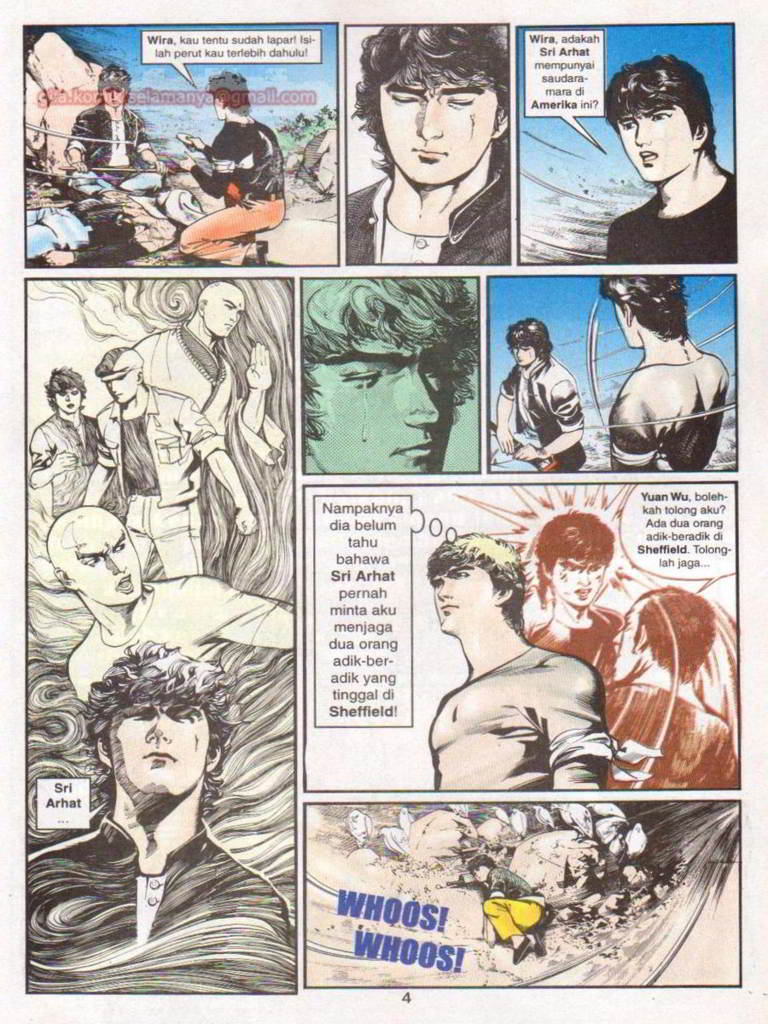 Wira, kau tentu sudah lapar! Isi-
lah perut kau terlebih dahulu!
Wira, adakah
Sri Arhat
mempunyai
saudara-
mara di
Amerika ini?
Sri
Arhat
...
Nampaknya
dia belum
tahu
bahawa
Sri Arhat
pernah
minta aku
menjaga
dua orang
adik-ber-
adik yang
tinggal di
Sheffield!
Yuan Wu, boleh-
kah tolong aku?
Ada dua orang
adik-beradik di
Sheffield. Tolong-
lah jaga...
WHOOS!
WHOOS!
4